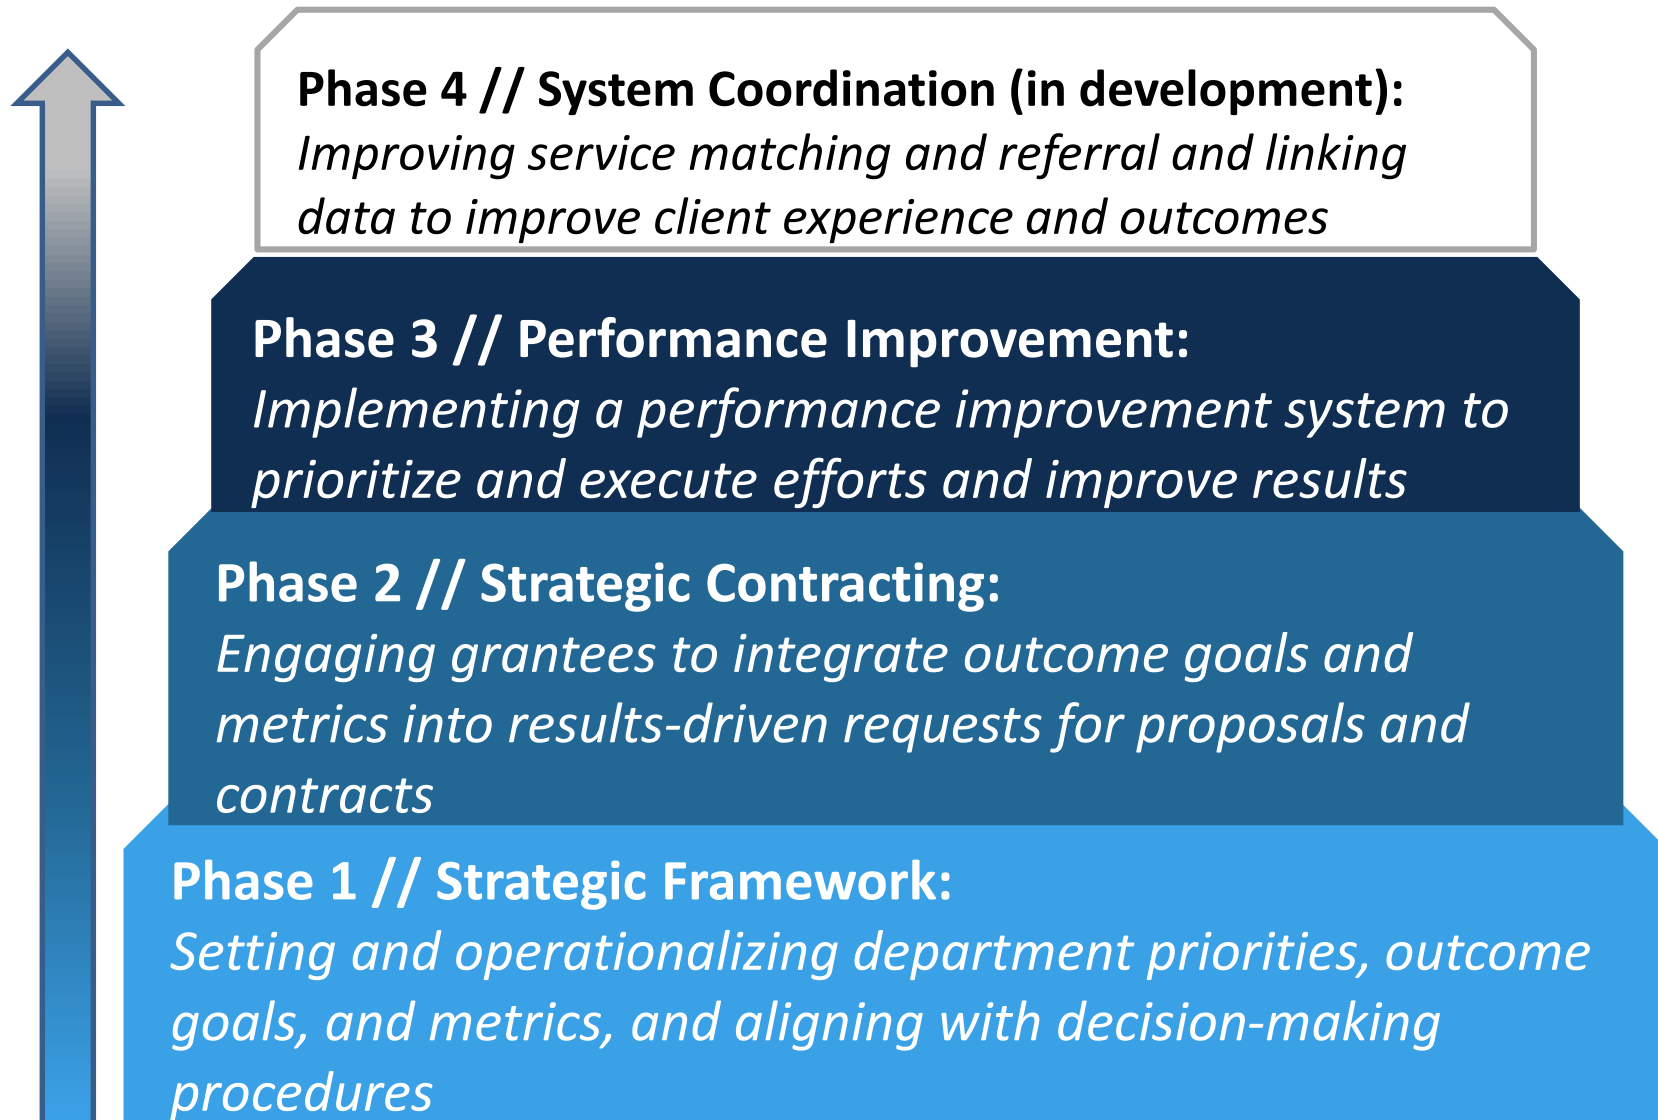 Phase 4 // System Coordination (in development):
Improving service matching and referral and linking
data to improve client experience and outcomes
Phase 3 // Performance Improvement:
Implementing a performance improvement system to
prioritize and execute efforts and improve results
Phase 2 // Strategic Contracting:
Engaging grantees to integrate outcome goals and
metrics into results-driven requests for proposals and
contracts
Phase 1 // Strategic Framework:
Setting and operationalizing department priorities, outcome
goals, and metrics, and aligning with decision-making
procedures